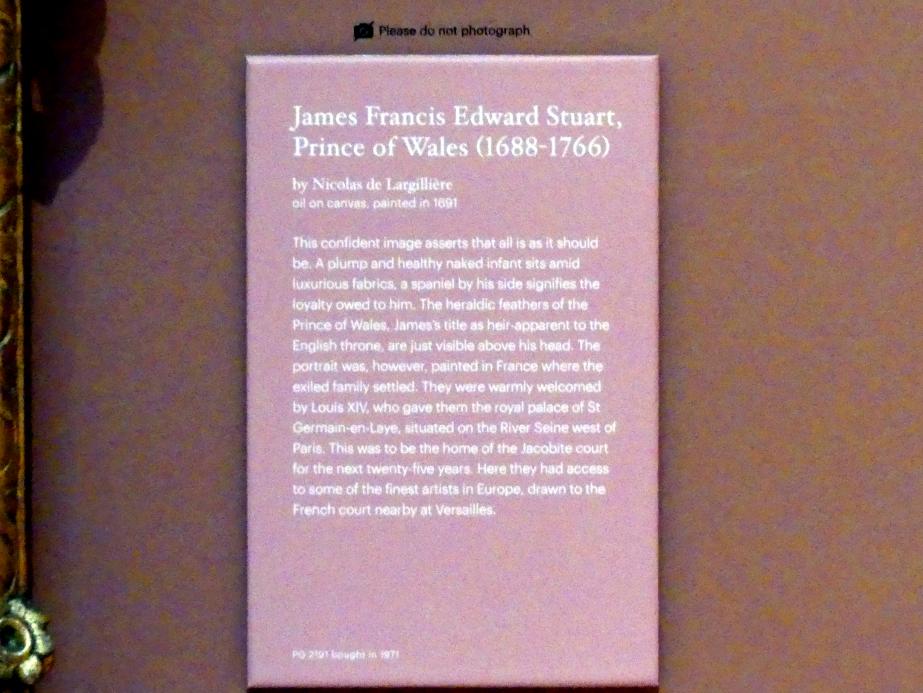 Please do not photograph
James Francis Edward Stuart,
Prince of Wales (1688-1766)
by Nicolas de Largillière
oil on canvas, painted in 1691
This confident image asserts that all is as it should
be. A plump and healthy naked infant sits amid
luxurious fabrics, a spaniel by his side signifies the
loyalty owed to him. The heraldic feathers of the
Prince of Wales, James's title as heir-apparent to the
English throne, are just visible above his head. The
portrait was, however, painted in France where the
exiled family settled. They were warmly welcomed
by Louis XIV, who gave them the royal palace of St
Germain-en-Laye, situated on the River Seine west of
Paris. This was to be the home of the Jacobite court
for the next twenty-five years. Here they had access
to some of the finest artists in Europe, drawn to the
French court nearby at Versailles.
PG 2191 bought in 1971